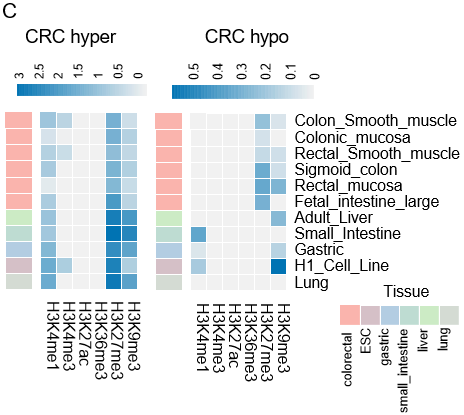 C
CRC hyper
CRC hypo
3 2.5 2 1.5 1 0.5 0
0.5 0.4 0.3 0.2 0.1 0
Colon_Smooth_muscle
Colonic_mucosa
Rectal_Smooth_muscle
Sigmoid_colon
Rectal_mucosa
Fetal_intestine_large
Adult_Liver
Small_Intestine
Gastric
H1_Cell_Line
Lung
H3K4me1
H3K4me3
H3K27ac
H3K36me3
H3K27me3
H3K9me3
H3K4me1
H3K4me3
H3K27ac
H3K36me3
H3K27me3
H3K9me3
Tissue
colorectal
ESC
gastric
small_intestine
liver
lung